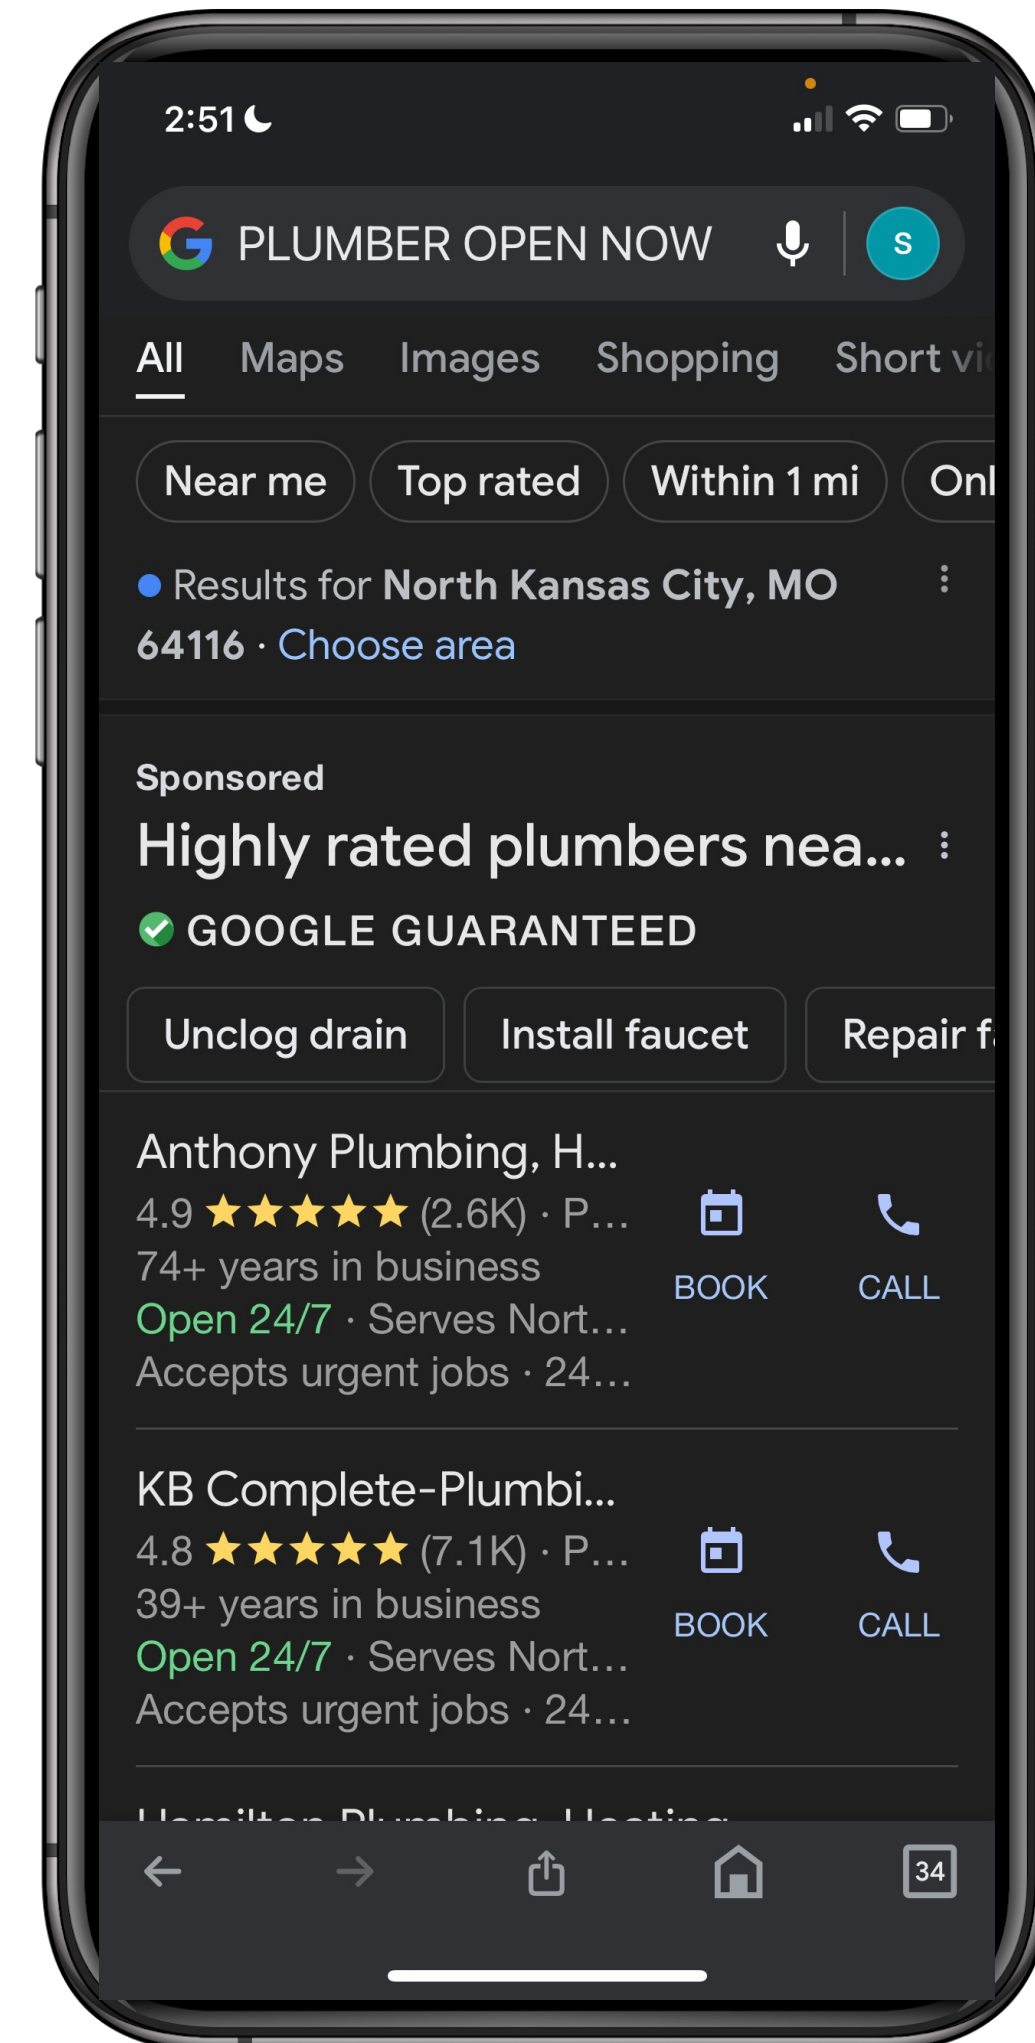 2:51
PLUMBER OPEN NOW S
All Maps Images Shopping Short
Near me Top rated Within 1 mi
Results for North Kansas City, MO
64116 · Choose area
Sponsored
Highly rated plumbers nea...
GOOGLE GUARANTEED
Unclog drain Install faucet Repair
Anthony Plumbing, H...
4.9 (2.6K) · P...
74+ years in business
Open 24/7 · Serves Nort...
Accepts urgent jobs · 24...
BOOK CALL
KB Complete-Plumbi...
4.8 (7.1K) · P...
39+ years in business
Open 24/7 · Serves Nort...
Accepts urgent jobs · 24...
BOOK CALL
Hamilton Plumbing, Heating
34